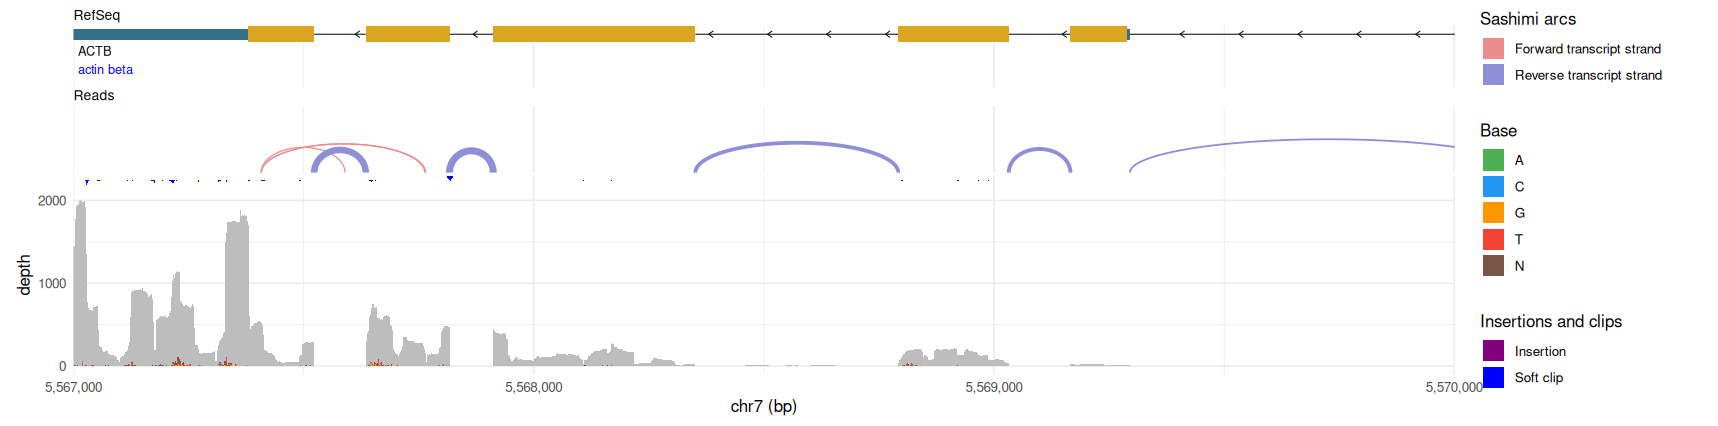 RefSeq
ACTB
actin beta
Reads
2000
1000
0
depth
5,567,000
5,568,000
5,569,000
5,570,000
chr7 (bp)
Sashimi arcs
Forward transcript strand
Reverse transcript strand
Base
A
C
G
T
N
Insertions and clips
Insertion
Soft clip